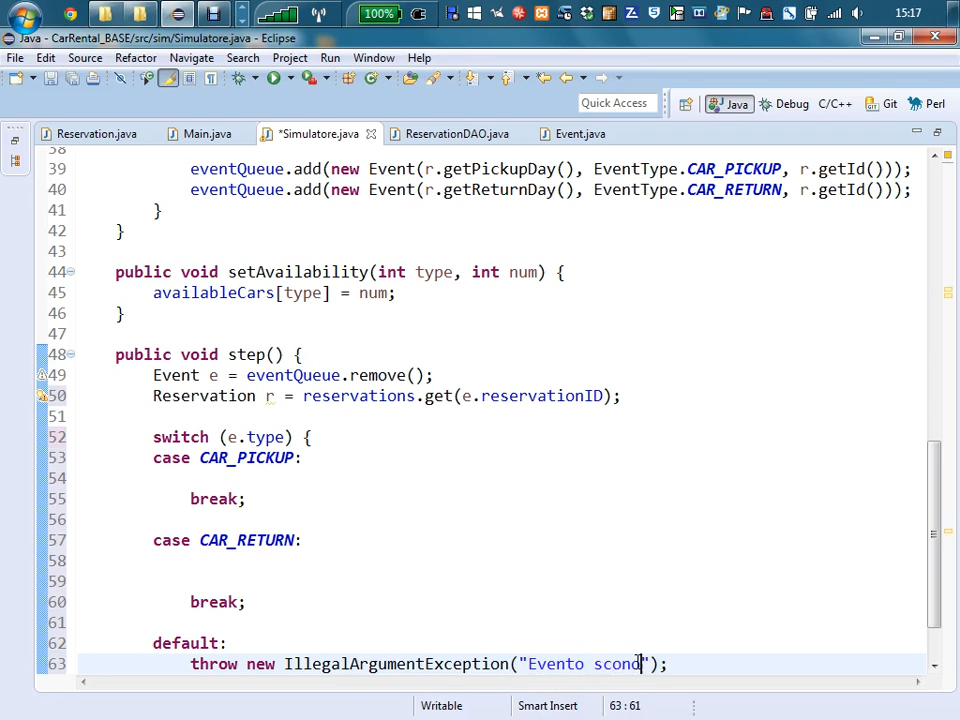 100%
15:17
Java - CarRental_BASE/src/sim/Simulatore.java - Eclipse
File Edit Source Refactor Navigate Search Project Run Window Help
Quick Access Java Debug C/C++ Git Perl
Reservation.java Main.java *Simulatore.java ReservationDAO.java Event.java
38
39 eventQueue.add(new Event(r.getPickupDay(), EventType.CAR_PICKUP, r.getId()));
40 eventQueue.add(new Event(r.getReturnDay(), EventType.CAR_RETURN, r.getId()));
41 }
42 }
43
44 public void setAvailability(int type, int num) {
45 availableCars[type] = num;
46 }
47
48 public void step() {
49 Event e = eventQueue.remove();
50 Reservation r = reservations.get(e.reservationID);
51
52 switch (e.type) {
53 case CAR_PICKUP:
54
55 break;
56
57 case CAR_RETURN:
58
59
60 break;
61
62 default:
63 throw new IllegalArgumentException("Evento scond");
Writable Smart Insert 63 : 61